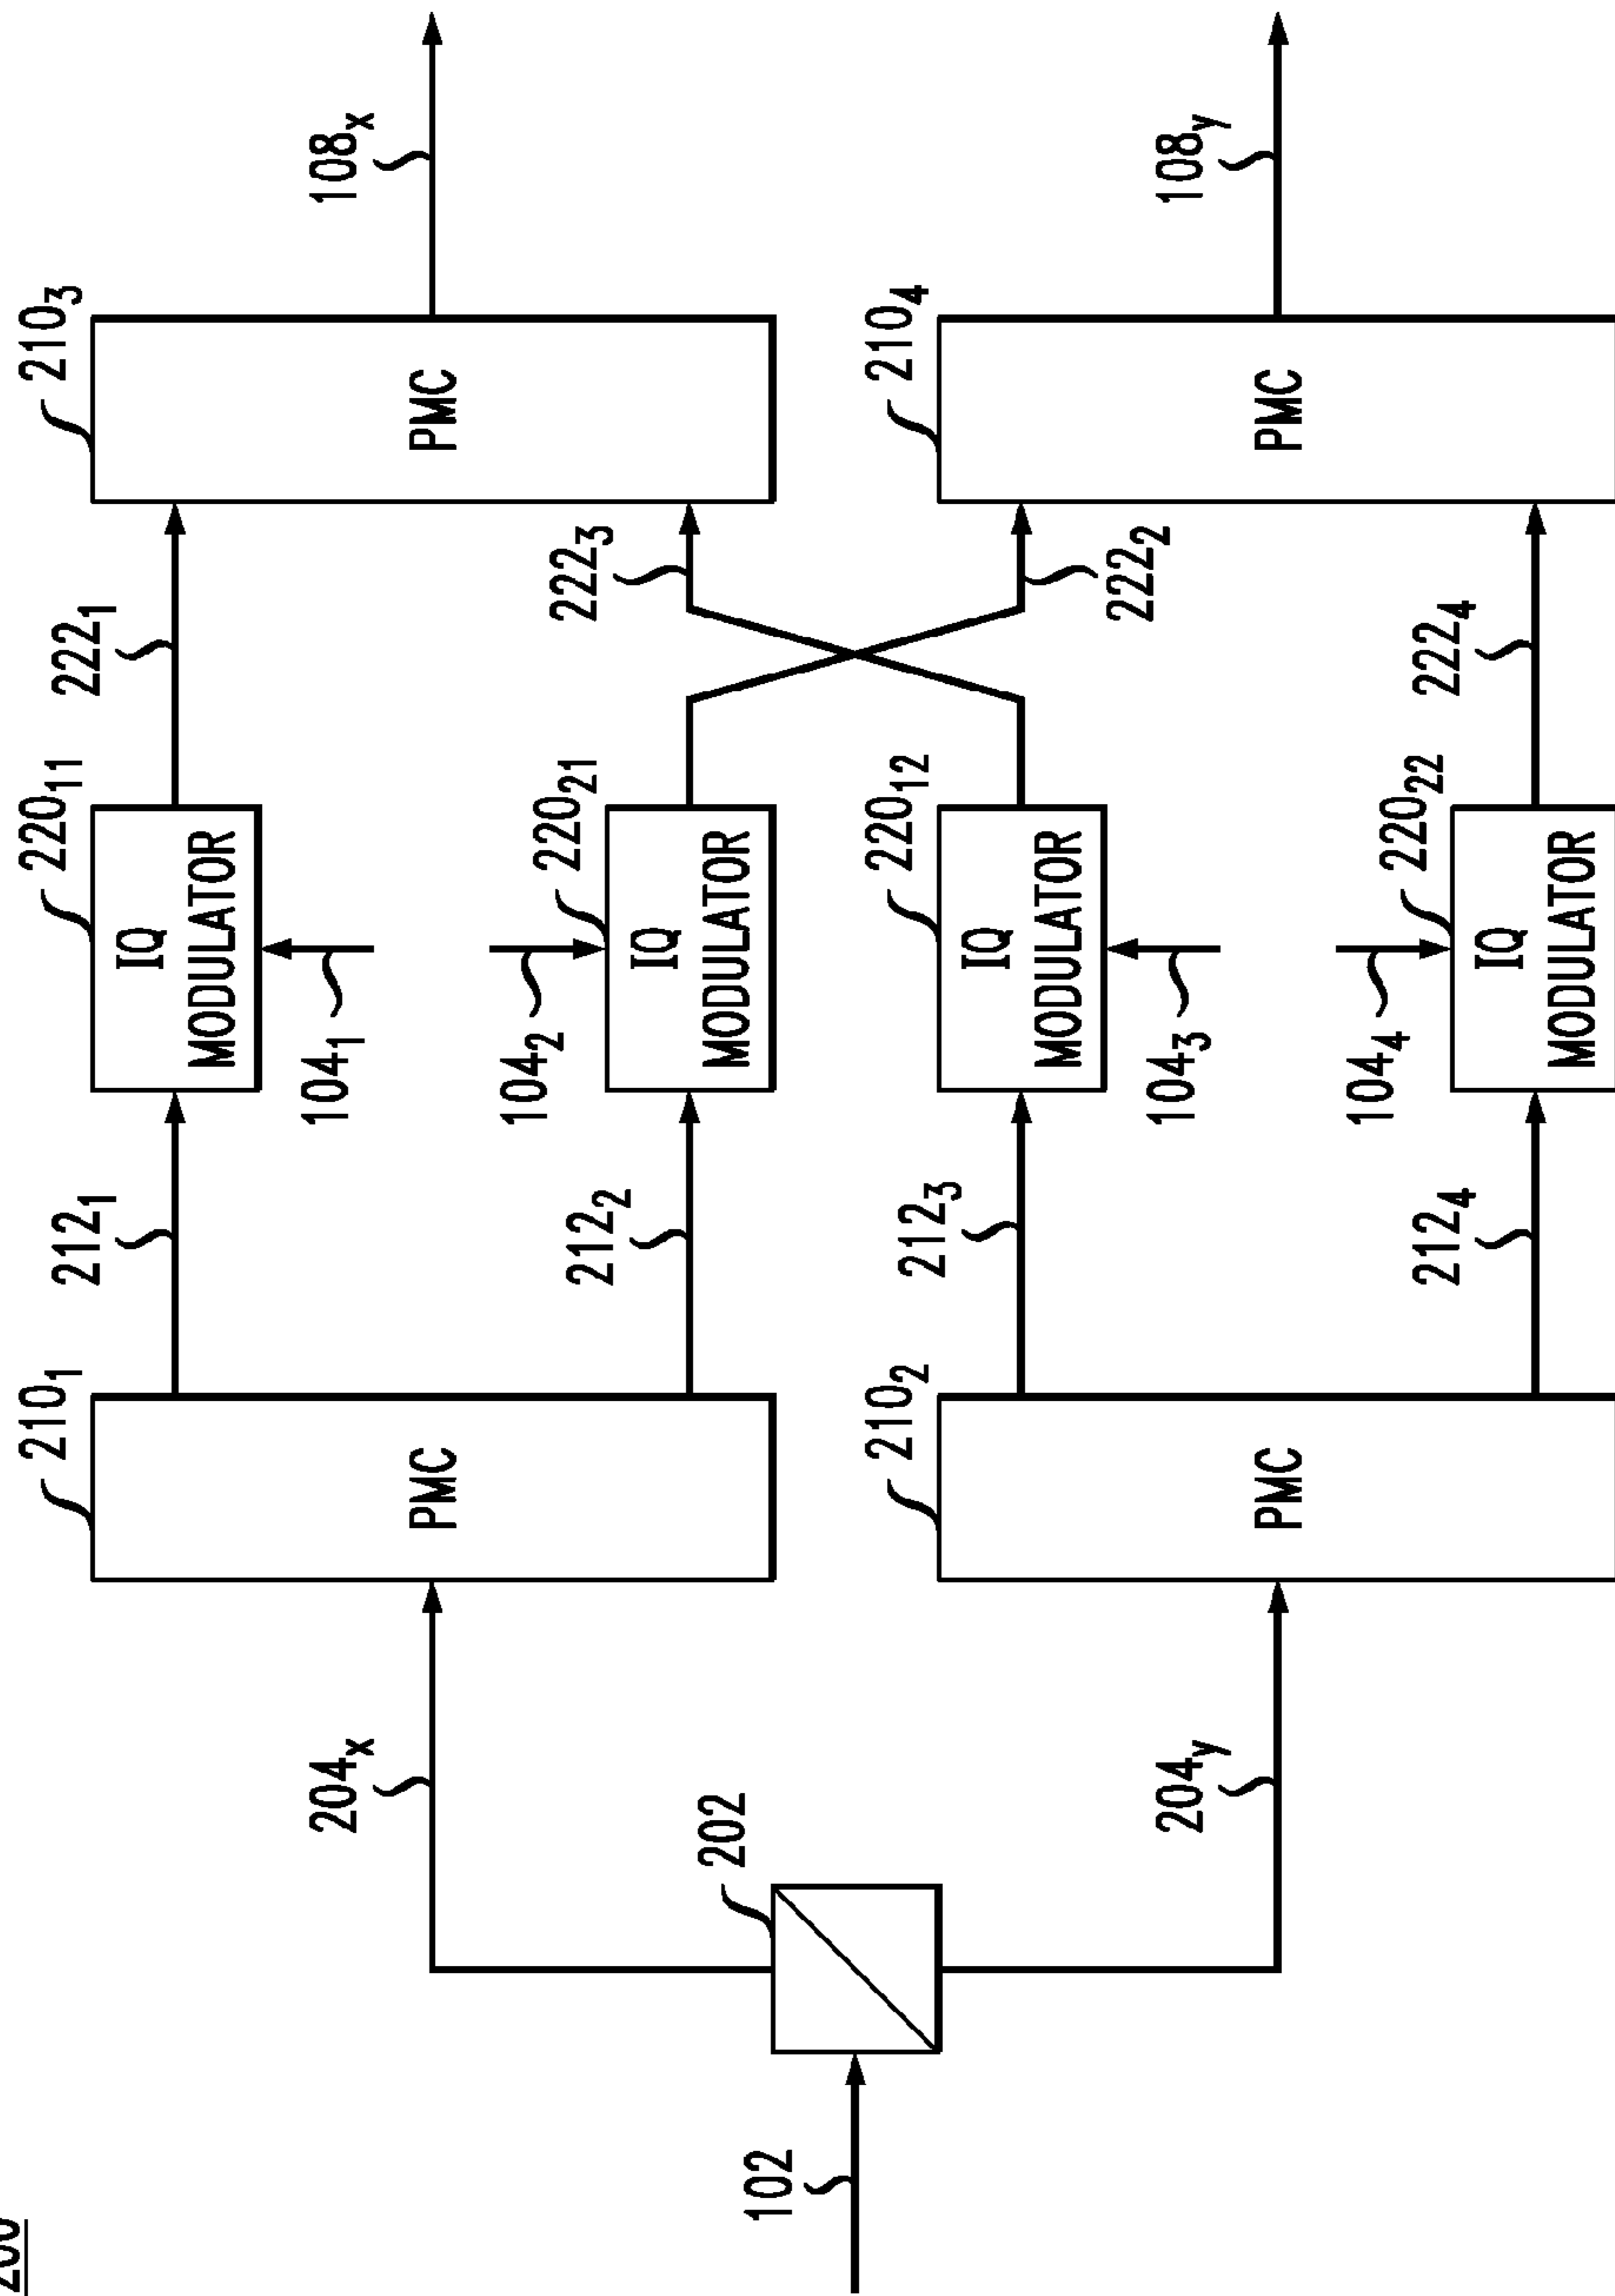 200
102
202
204x
204y
210₁
PMC
210₂
PMC
212₁
212₂
212₃
212₄
220₁₁
IQ
MODULATOR
104₁
104₂
220₂₁
IQ
MODULATOR
220₁₂
IQ
MODULATOR
104₃
104₄
220₂₂
IQ
MODULATOR
222₁
222₃
222₂
222₄
210₃
PMC
210₄
PMC
108x
108y